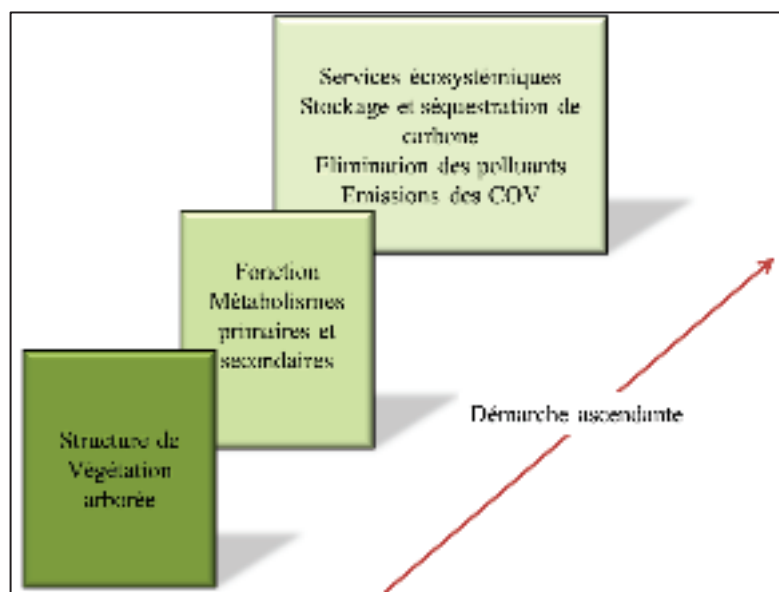 Services écosystémiques
Stockage et séquestration de
carbone
Elimination des polluants
Emissions des COV
Fonction
Métabolismes
primaires et
secondaires
Structure de
Végétation
arborée
Démarche ascendante